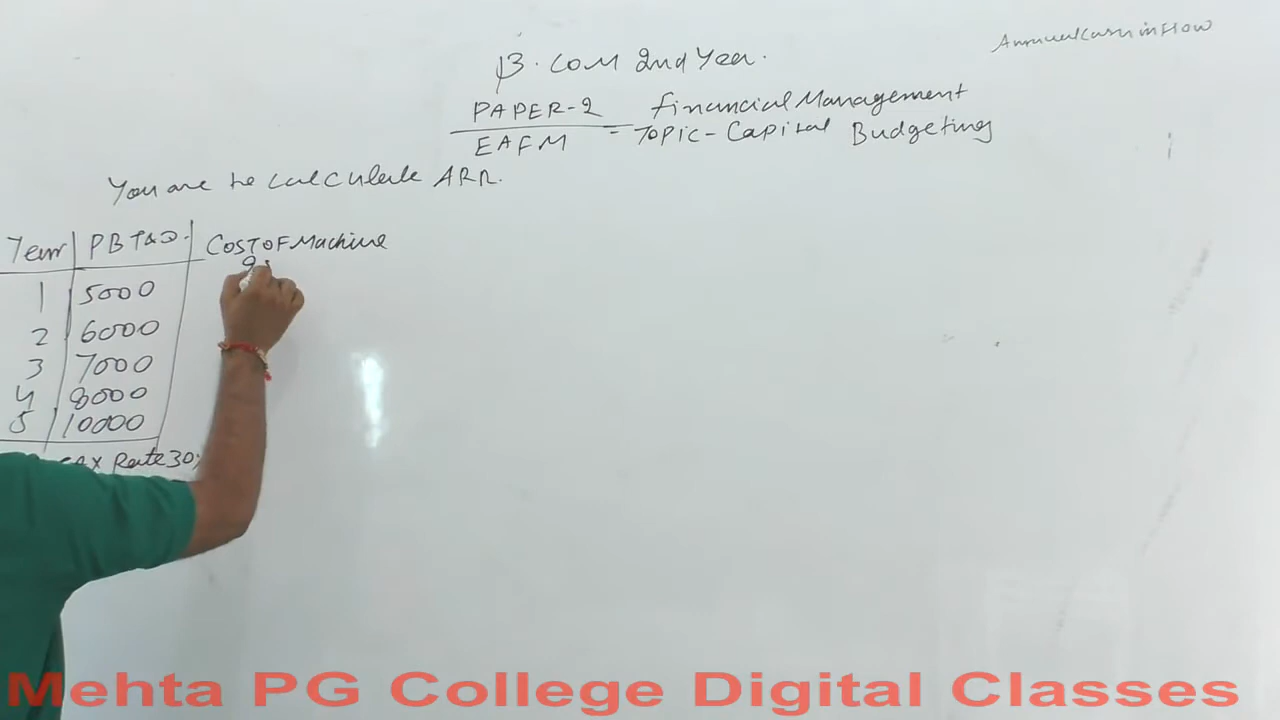 Annual Cash in Flow
B. COM 2nd Year.
PAPER-2 Financial Management
EAFM = TOPIC - Capital Budgeting
You are to calculate ARR.
Year PBT&D. COST OF Machine
1 5000
2 6000
3 7000
4 8000
5 10000
Rate 30%
Mehta PG College Digital Classes